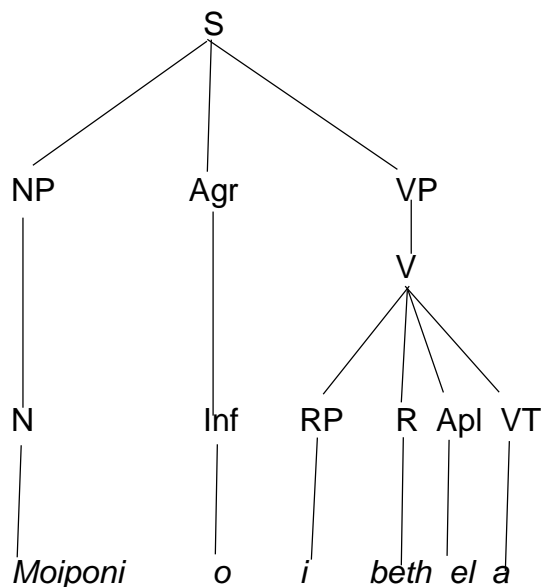 S
NP Agr VP
V
N Inf RP R Apl VT
Moiponi o i beth el a